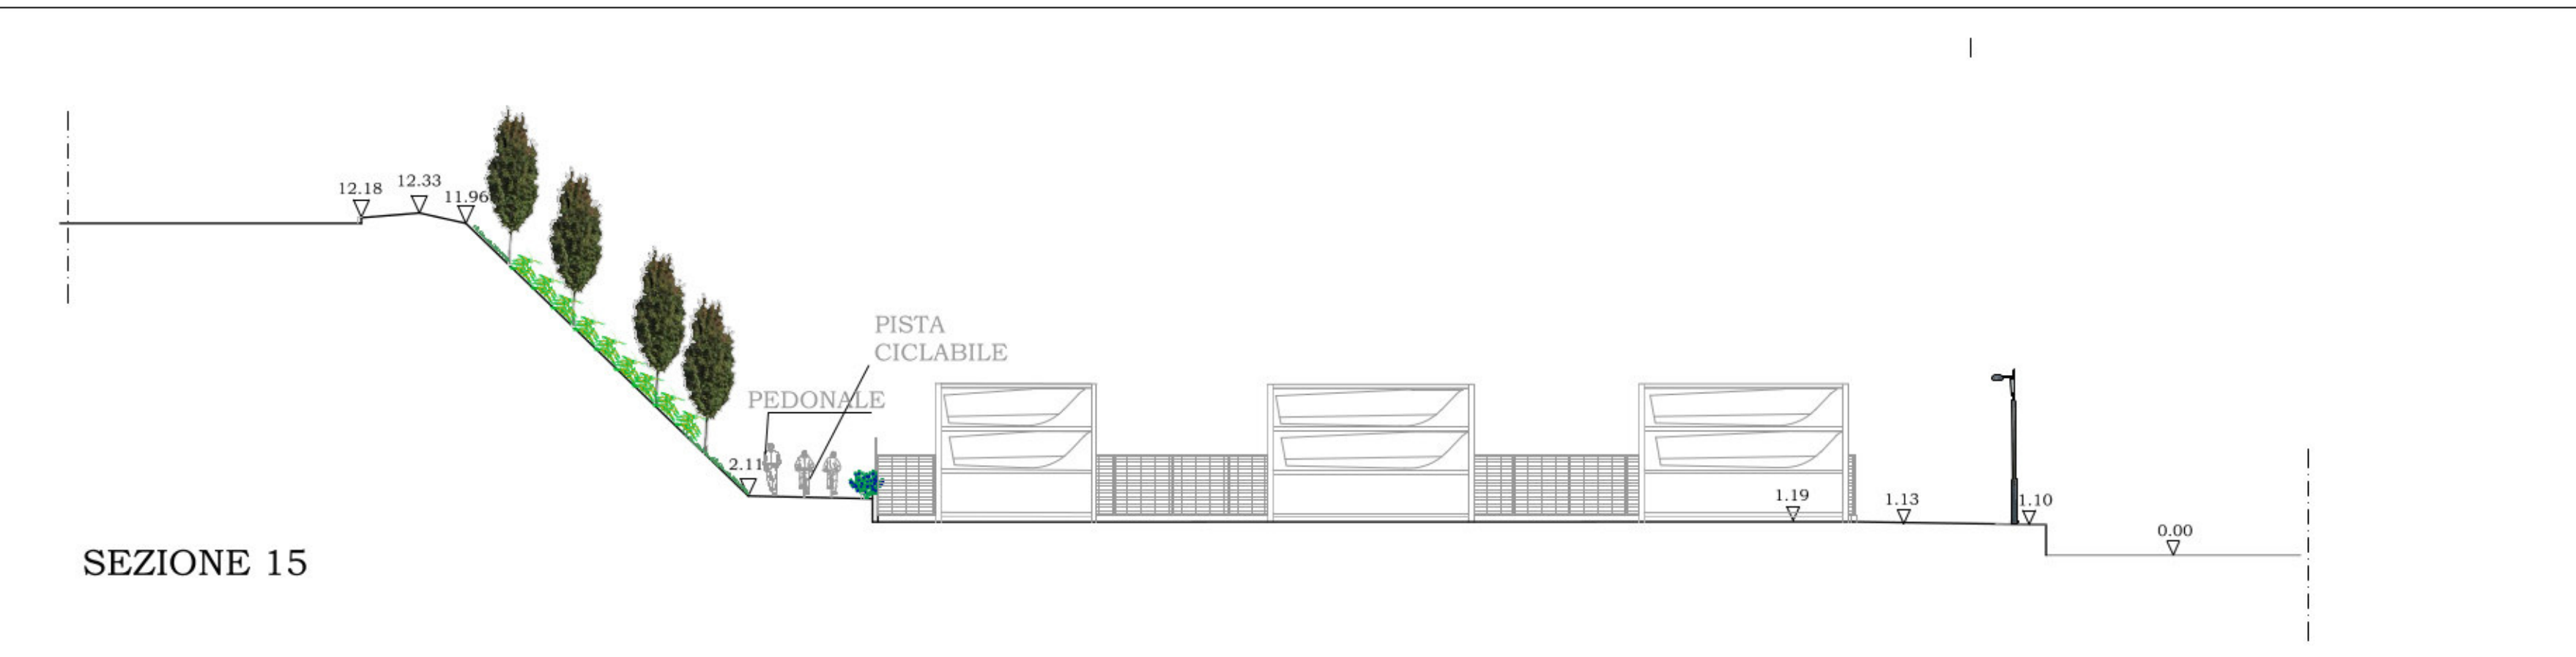 12.18
12.33
11.96
PISTA
CICLABILE
PEDONALE
2.11
1.19
1.13
1.10
0.00
SEZIONE 15